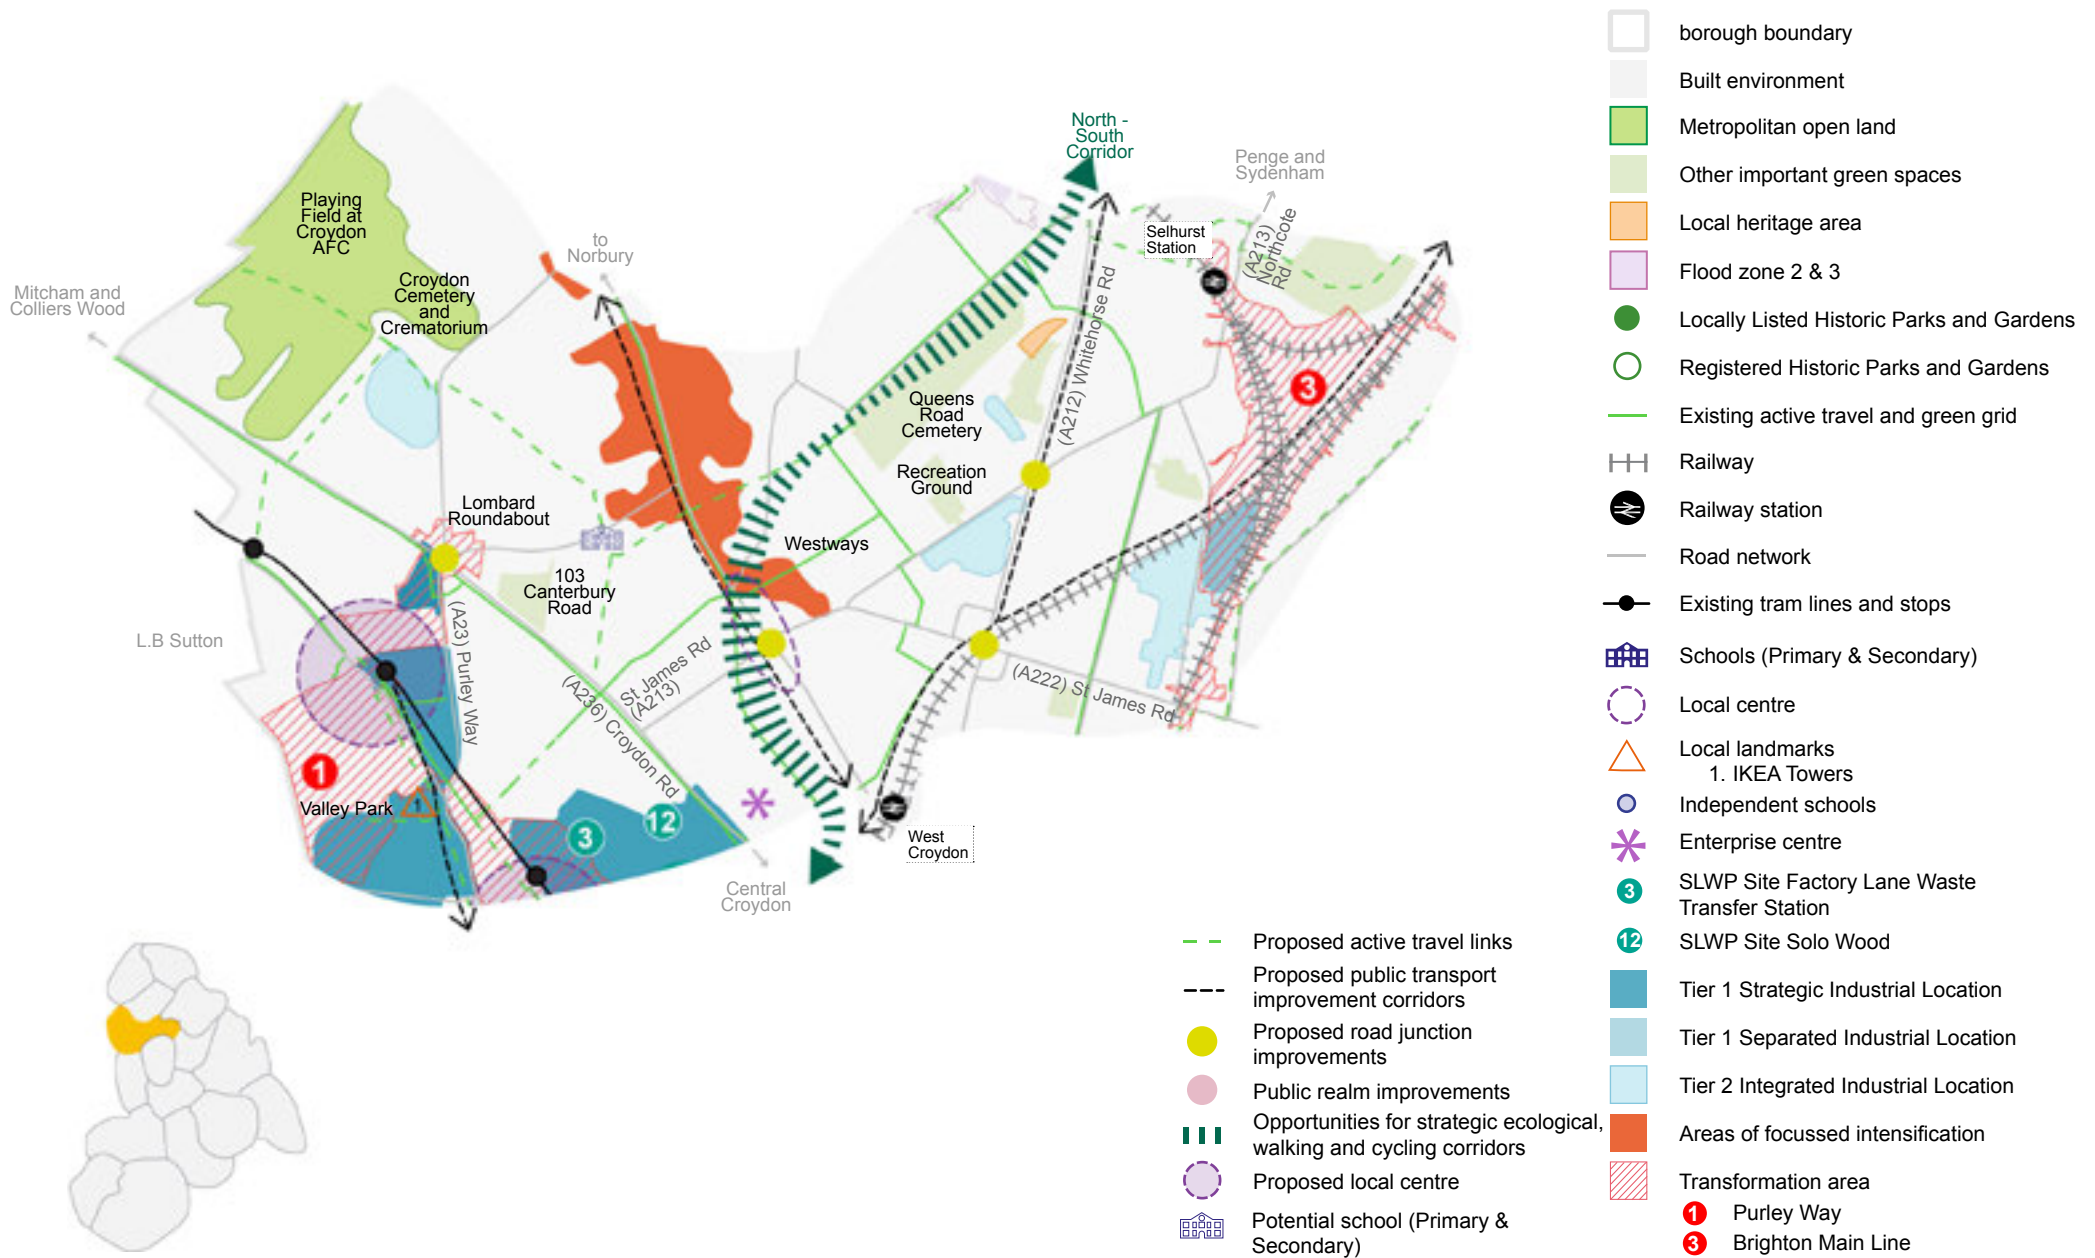 North -
South
Corridor
Penge and
Sydenham
Playing
Field at
Croydon
AFC
to
Norbury
Selhurst
Station
(A213)
Northcote
Rd
Mitcham and
Colliers Wood
Croydon
Cemetery
and
Crematorium
(A212) Whitehorse Rd
3
Queens
Road
Cemetery
Recreation
Ground
Lombard
Roundabout
Westways
103
Canterbury
Road
L.B Sutton
(A23) Purley Way
St James Rd
(A213)
(A236) Croydon Rd
(A222) St James Rd
1
Valley Park
1
3
12
West
Croydon
Central
Croydon
borough boundary
Built environment
Metropolitan open land
Other important green spaces
Local heritage area
Flood zone 2 & 3
Locally Listed Historic Parks and Gardens
Registered Historic Parks and Gardens
Existing active travel and green grid
Railway
Railway station
Road network
Existing tram lines and stops
Schools (Primary & Secondary)
Local centre
Local landmarks
1. IKEA Towers
Independent schools
Enterprise centre
3 SLWP Site Factory Lane Waste
Transfer Station
12 SLWP Site Solo Wood
Tier 1 Strategic Industrial Location
Tier 1 Separated Industrial Location
Tier 2 Integrated Industrial Location
Areas of focussed intensification
Transformation area
1 Purley Way
3 Brighton Main Line
Proposed active travel links
Proposed public transport
improvement corridors
Proposed road junction
improvements
Public realm improvements
Opportunities for strategic ecological,
walking and cycling corridors
Proposed local centre
Potential school (Primary &
Secondary)